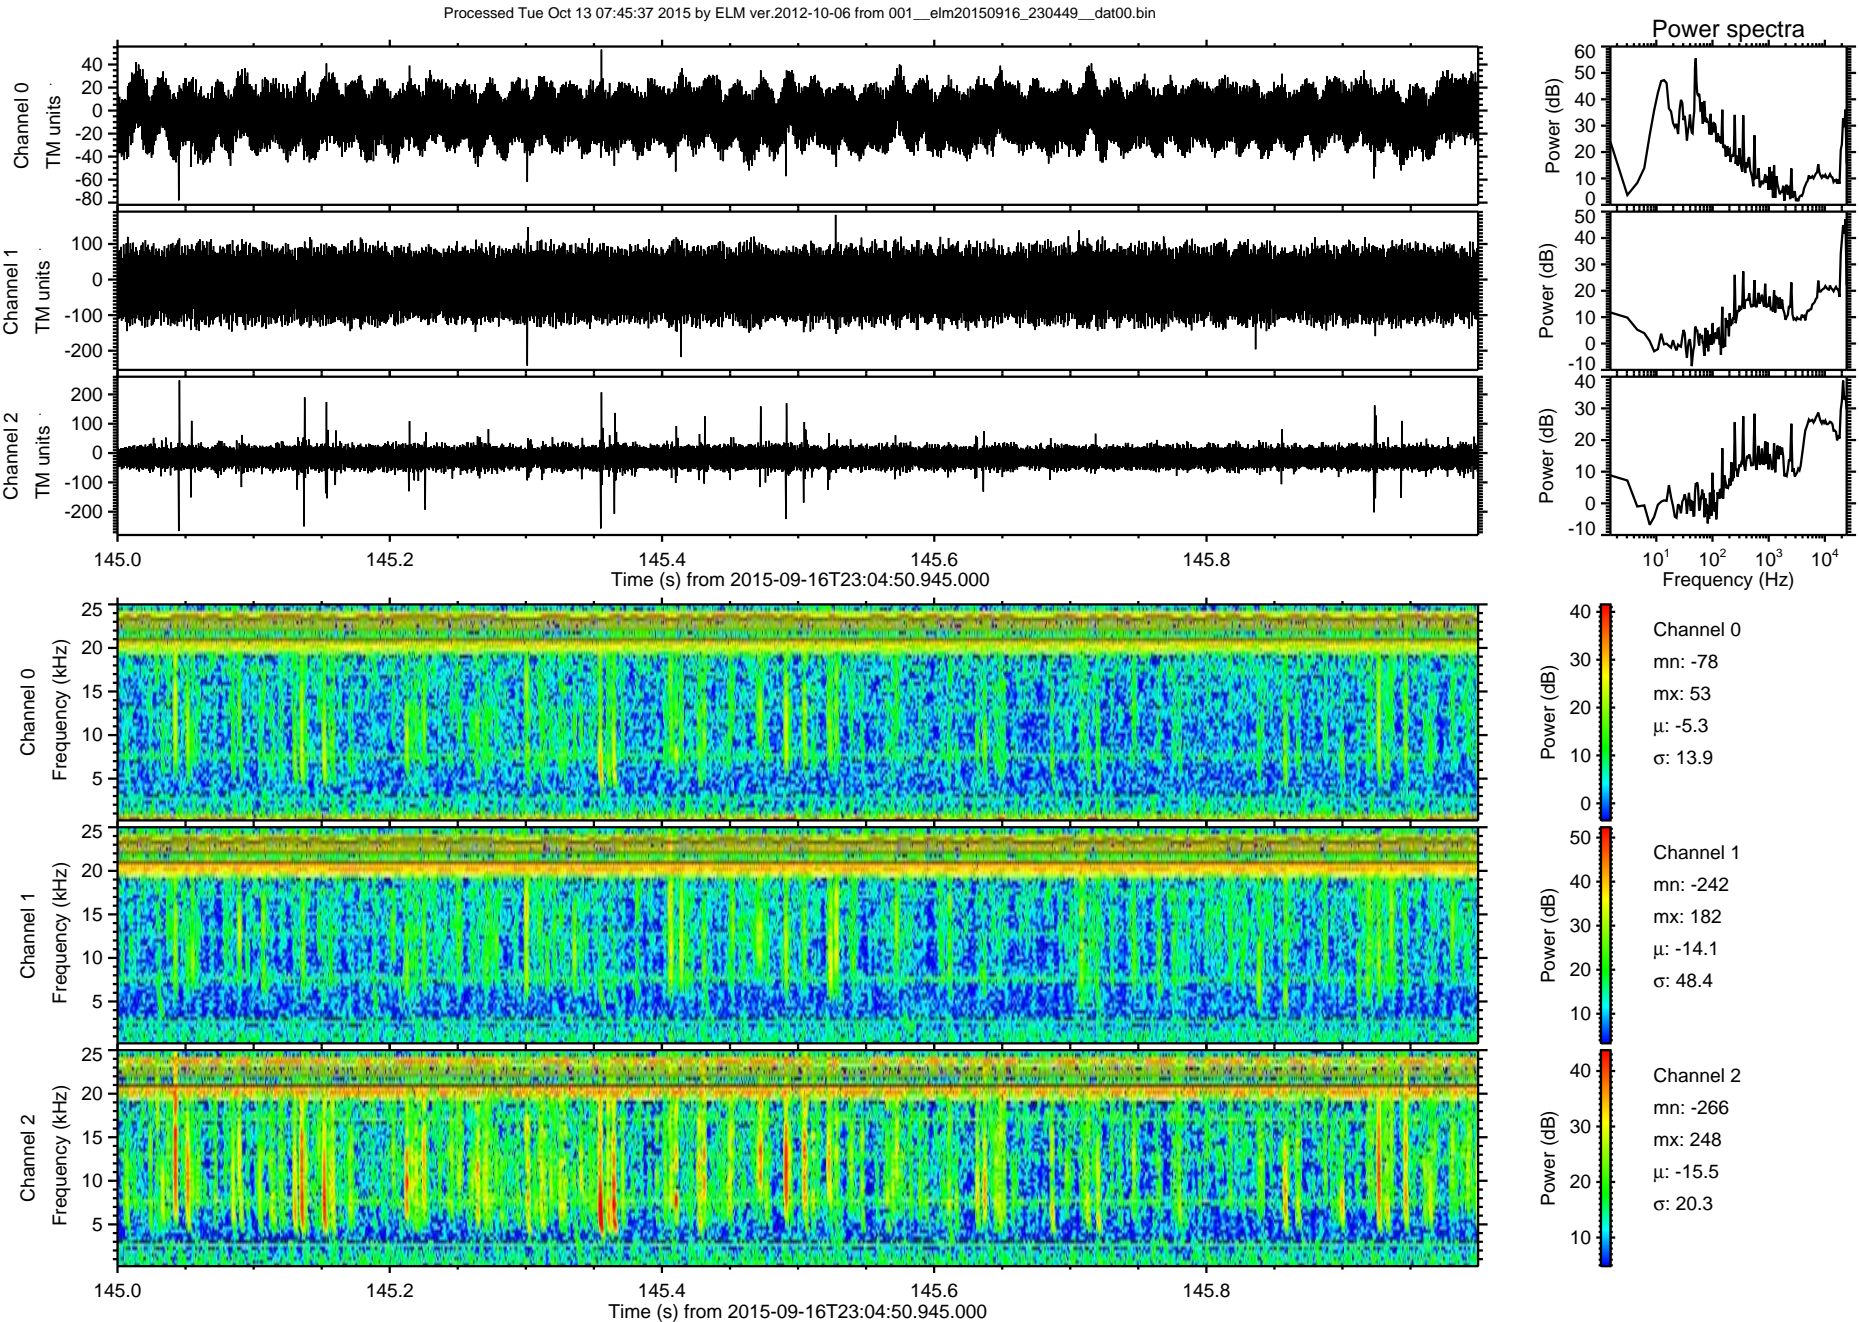 Processed Tue Oct 13 07:45:37 2015 by ELM ver.2012-10-06 from 001__elm20150916_230449__dat00.bin
Power spectra
Channel 0
TM units
40
20
0
-20
-40
-60
-80
Power (dB)
60
50
40
30
20
10
0
Channel 1
TM units
100
0
-100
-200
Power (dB)
50
40
30
20
10
0
-10
Channel 2
TM units
200
100
0
-100
-200
Power (dB)
40
30
20
10
0
-10
145.0 145.2 145.4 145.6 145.8
Time (s) from 2015-09-16T23:04:50.945.000
10^1 10^2 10^3 10^4
Frequency (Hz)
Channel 0
Frequency (kHz)
25
20
15
10
5
Power (dB)
40
30
20
10
0
Channel 0
mn: -78
mx: 53
μ: -5.3
σ: 13.9
Channel 1
Frequency (kHz)
25
20
15
10
5
Power (dB)
50
40
30
20
10
Channel 1
mn: -242
mx: 182
μ: -14.1
σ: 48.4
Channel 2
Frequency (kHz)
25
20
15
10
5
Power (dB)
40
30
20
10
Channel 2
mn: -266
mx: 248
μ: -15.5
σ: 20.3
145.0 145.2 145.4 145.6 145.8
Time (s) from 2015-09-16T23:04:50.945.000